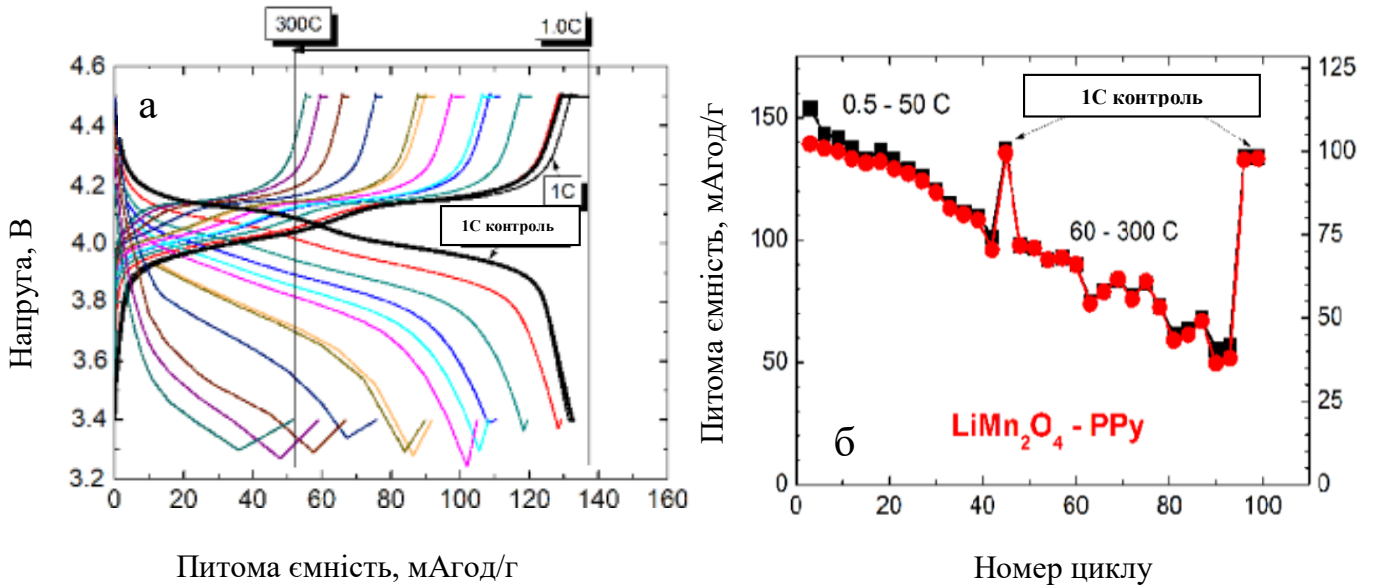 300C
1.0C
4.6
4.4
4.2
4.0
3.8
3.6
3.4
3.2
0
20
40
60
80
100
120
140
160
а
1C
1С контроль
Напруга, В
Питома ємність, мАгод/г
150
100
50
0
0
20
40
60
80
100
125
100
75
50
25
0
0.5 - 50 C
1С контроль
60 - 300 C
LiMn₂O₄ - PPy
б
Питома ємність, мАгод/г
Номер циклу